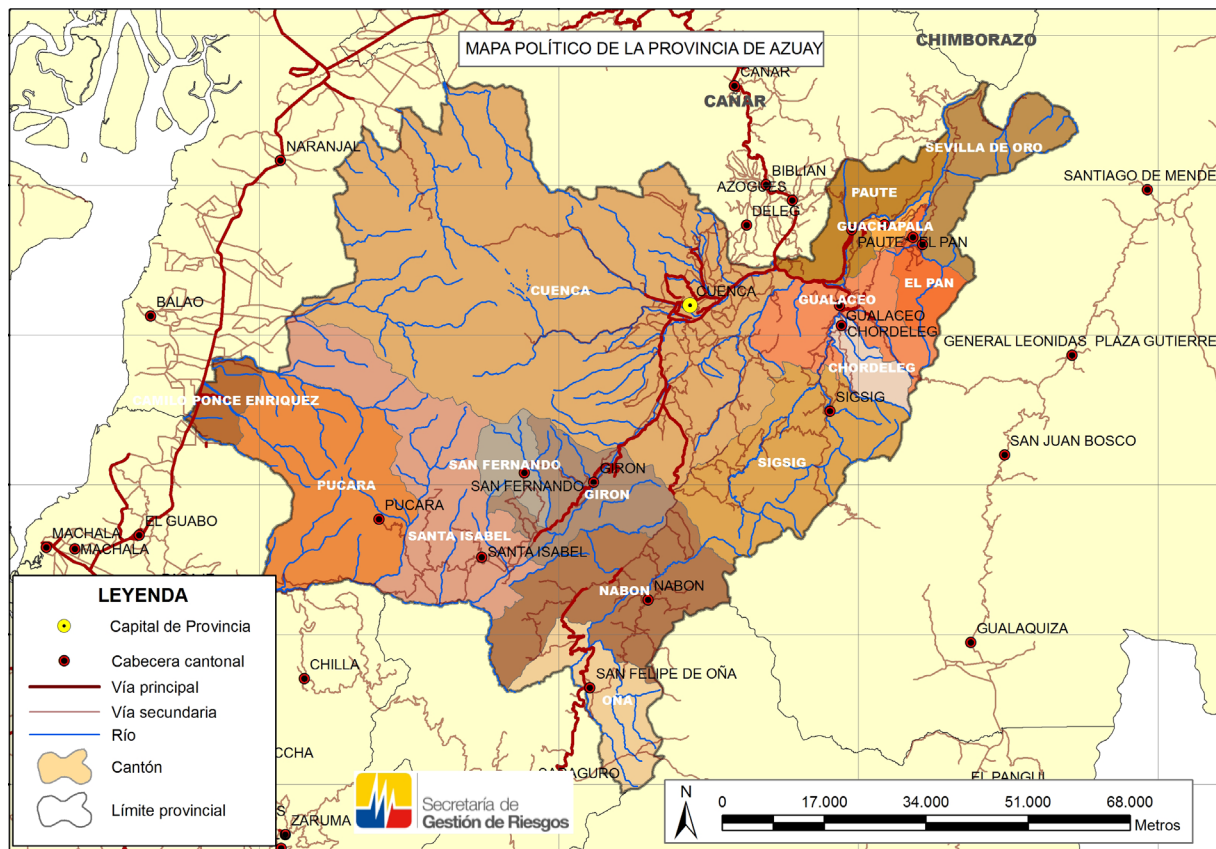 MAPA POLÍTICO DE LA PROVINCIA DE AZUAY
CHIMBORAZO
CAÑAR
CAÑAR
NARANJAL
SEVILLA DE ORO
BIBLIAN
AZOGUES
SANTIAGO DE MENDE
PAUTE
DELEG
GUACHAPALA
PAUTE
EL PAN
EL PAN
CUENCA
CUENCA
GUALACEO
BALAO
GUALACEO
CHORDELEG
GENERAL LEONIDAS PLAZA GUTIERRE
CHORDELEG
CAMILO PONCE ENRIQUEZ
SIGSIG
SAN JUAN BOSCO
SAN FERNANDO
GIRON
SIGSIG
PUCARA
SAN FERNANDO
GIRON
PUCARA
EL GUABO
MACHALA
SANTA ISABEL
MACHALA
SANTA ISABEL
NABON
NABON
GUALAQUIZA
CHILLA
SAN FELIPE DE OÑA
OÑA
CCHA
EL PANGUI
ZARUMA
LEYENDA
Capital de Provincia
Cabecera cantonal
Vía principal
Vía secundaria
Río
Cantón
Límite provincial
Secretaría de
Gestión de Riesgos
N
0 17.000 34.000 51.000 68.000
Metros